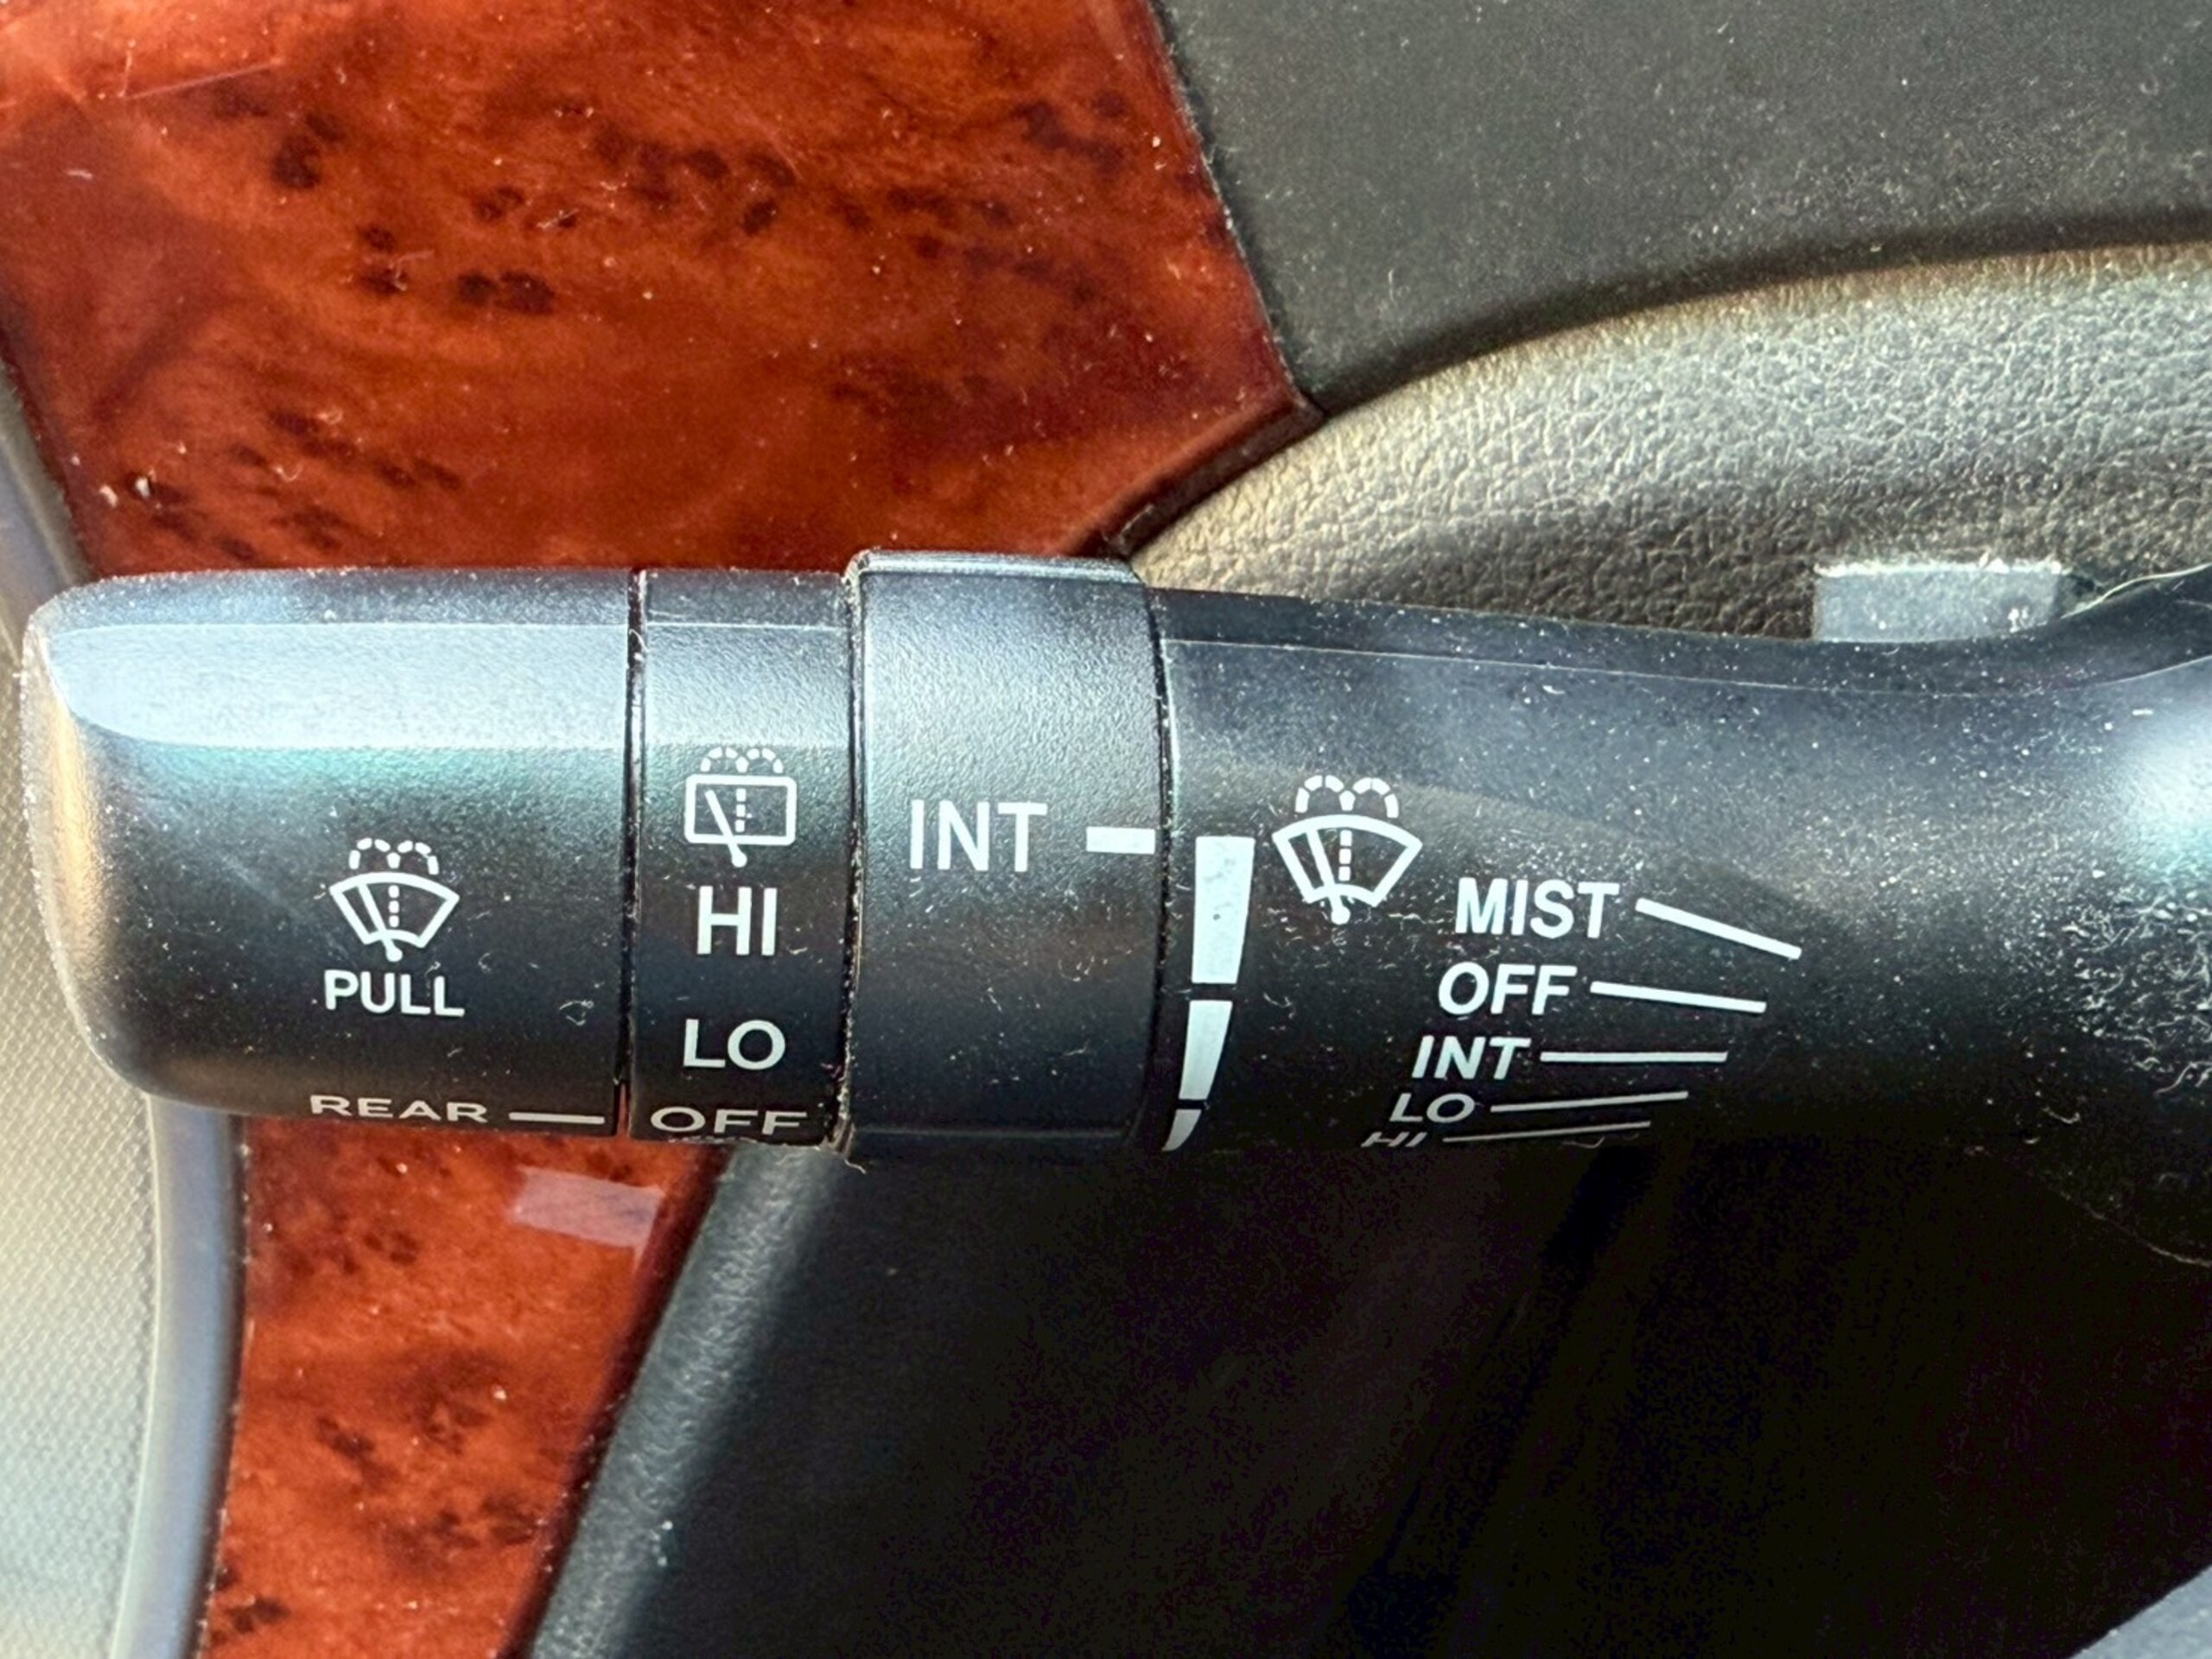 PULL
REAR
HI
LO
OFF
INT
MIST
OFF
INT
LO
HI